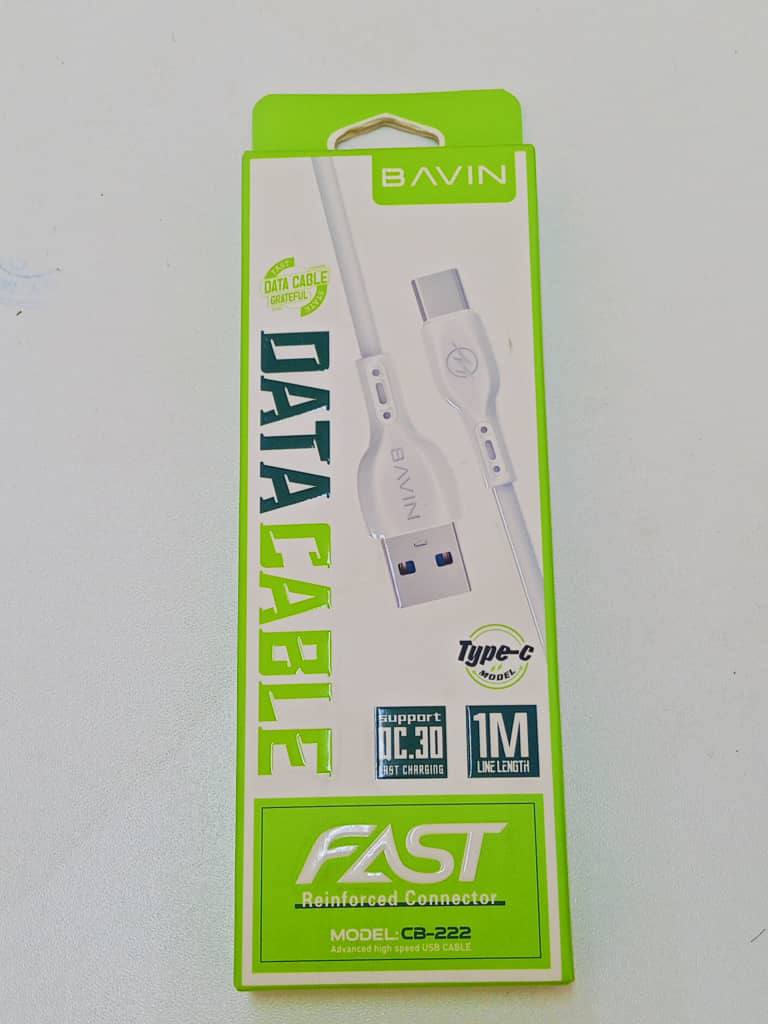 BAVIN
FAST
DATA CABLE
GRATEFUL
DATA CABLE
BAVIN
Type-c
MODEL
support
QC.30
FAST CHARGING
1M
LINE LENGTH
FAST
Reinforced Connector
MODEL:CB-222
Advanced high speed USB CABLE